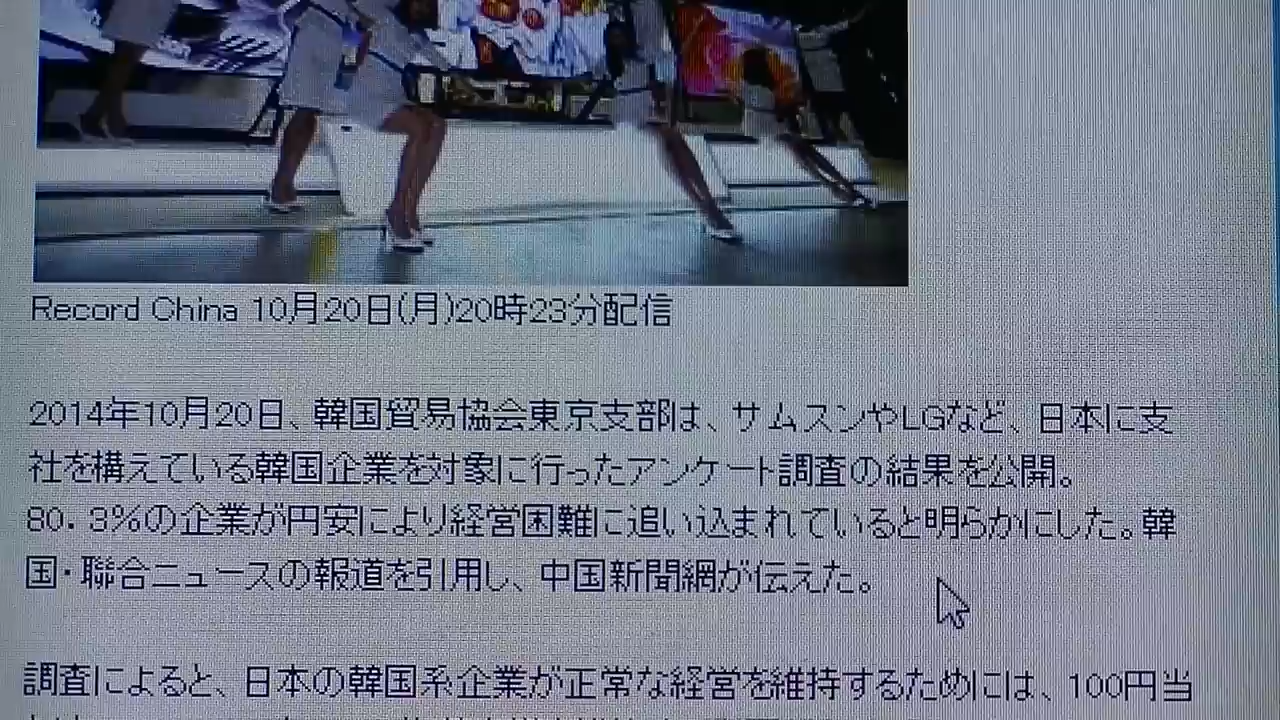 Record China 10月20日(月)20時23分配信
2014年10月20日、韓国貿易協会東京支部は、サムスンやLGなど、日本に支
社を構えている韓国企業を対象に行ったアンケート調査の結果を公開。
80．3%の企業が円安により経営困難に追い込まれていると明らかにした。韓
国・聯合ニュースの報道を引用し、中国新聞網が伝えた。
調査によると、日本の韓国系企業が正常な経営を維持するためには、100円当